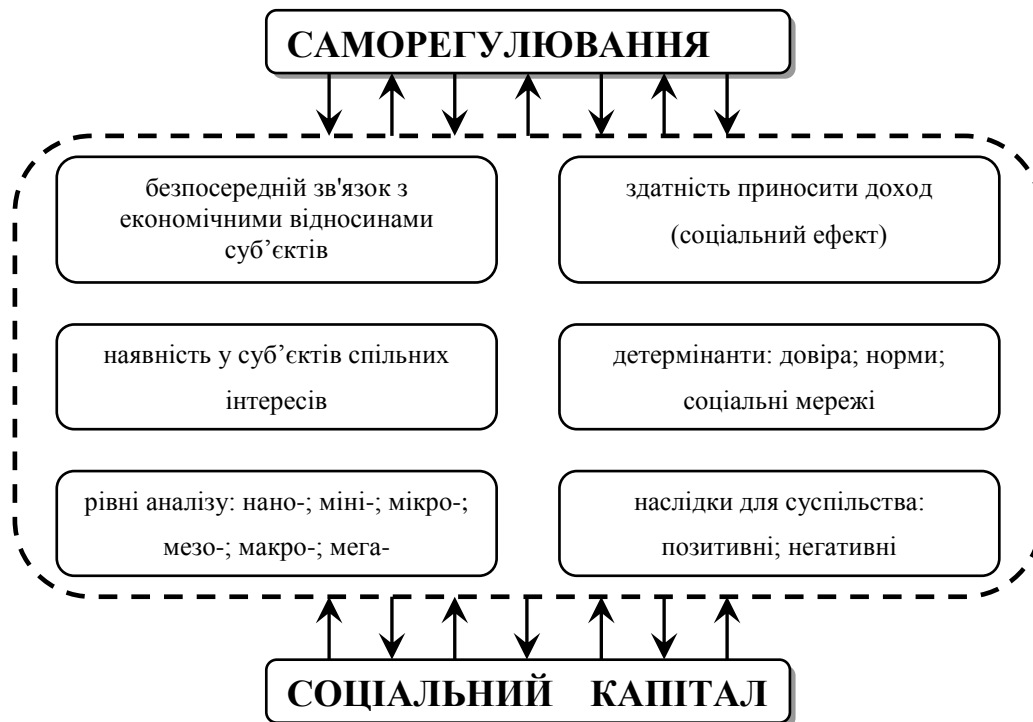 САМОРЕГУЛЮВАННЯ
безпосередній зв'язок з
економічними відносинами
суб’єктів
здатність приносити доход
(соціальний ефект)
наявність у суб’єктів спільних
інтересів
детермінанти: довіра; норми;
соціальні мережі
рівні аналізу: нано-; міні-; мікро-;
мезо-; макро-; мега-
наслідки для суспільства:
позитивні; негативні
СОЦІАЛЬНИЙ КАПІТАЛ